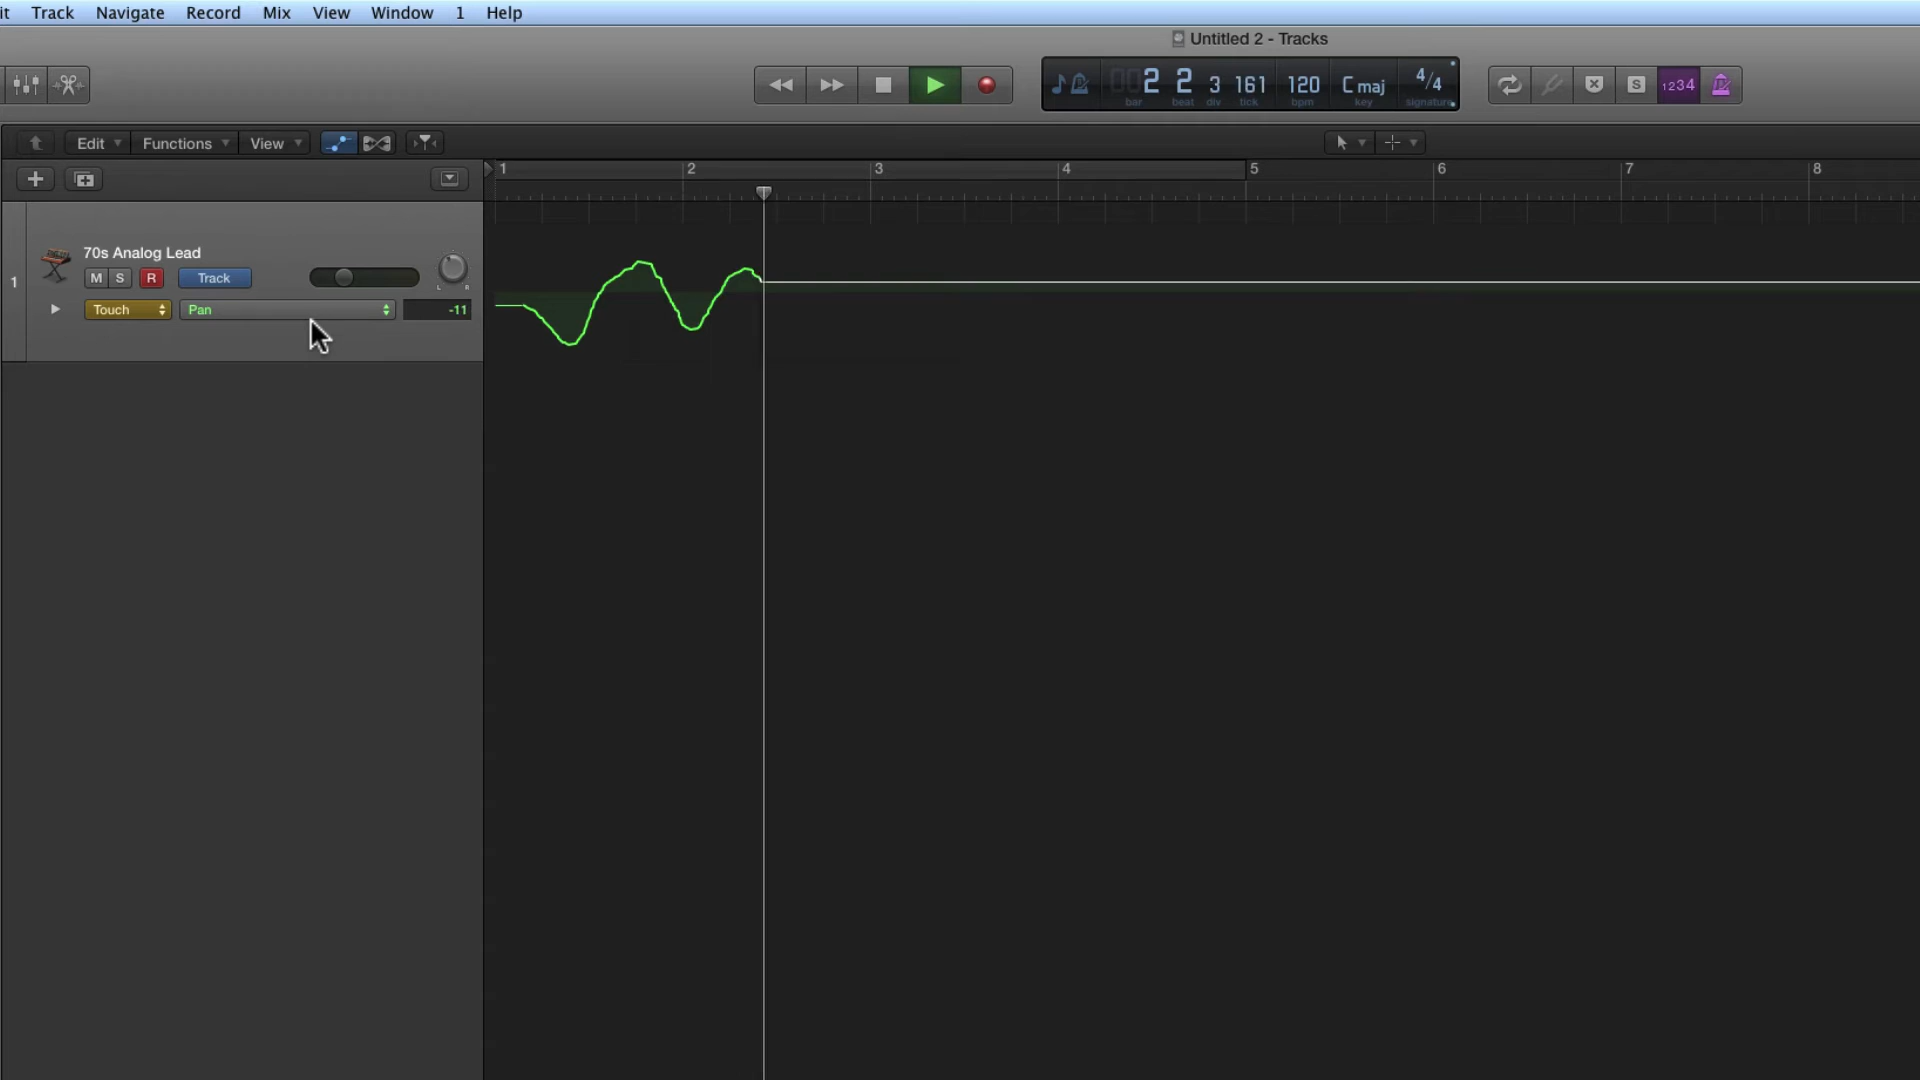 it Track Navigate Record Mix View Window 1 Help
Untitled 2 - Tracks
002 2 3 161 120 C maj 4/4
bar beat div tick bpm key signature
S 1234
Edit Functions View
1 2 3 4 5 6 7 8
70s Analog Lead
1 M S R Track L R
Touch Pan -11